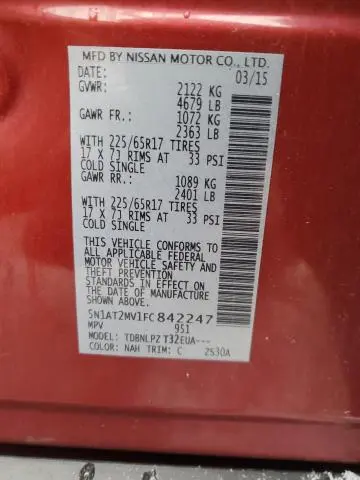 MFD BY NISSAN MOTOR CO., LTD.
DATE: 03/15
GVWR: 2122 KG
4679 LB
GAWR FR.: 1072 KG
2363 LB
WITH 225/65R17 TIRES
17 X 7J RIMS AT 33 PSI
COLD SINGLE
GAWR RR.: 1089 KG
2401 LB
WITH 225/65R17 TIRES
17 X 7J RIMS AT 33 PSI
COLD SINGLE
THIS VEHICLE CONFORMS TO
ALL APPLICABLE FEDERAL
MOTOR VEHICLE SAFETY AND
THEFT PREVENTION
STANDARDS IN EFFECT ON
THE DATE OF MANUFACTURE
SHOWN ABOVE.
5N1AT2MV1FC842247
MPV 951
MODEL: TDBNLPZ T32EUA---
COLOR: NAH TRIM: C 2S30A